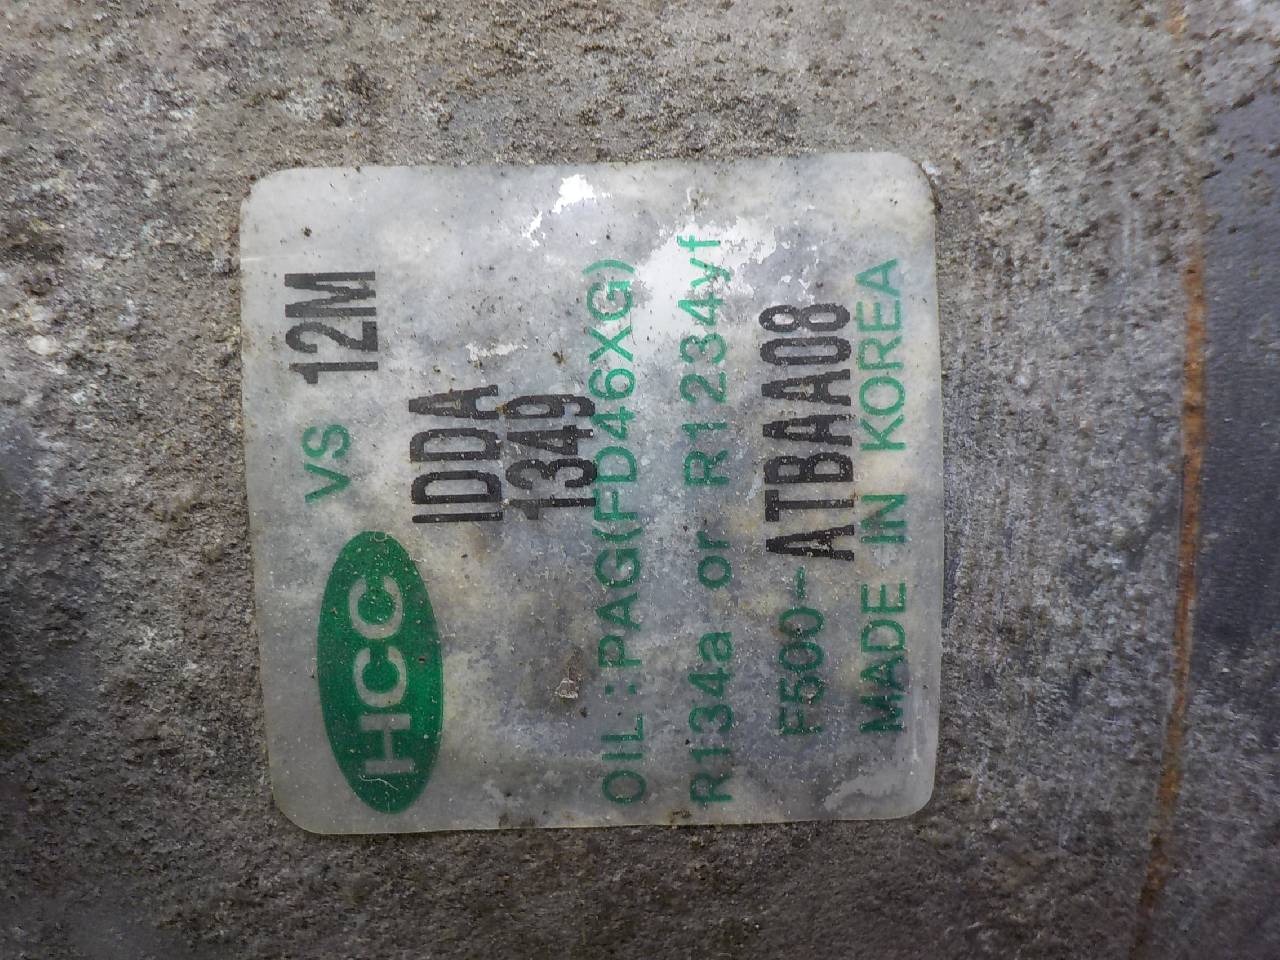 HCC VS 12M
IDDA
1349
OIL : PAG(FD46XG)
R134a or R1234yf
F500-ATBAA08
MADE IN KOREA